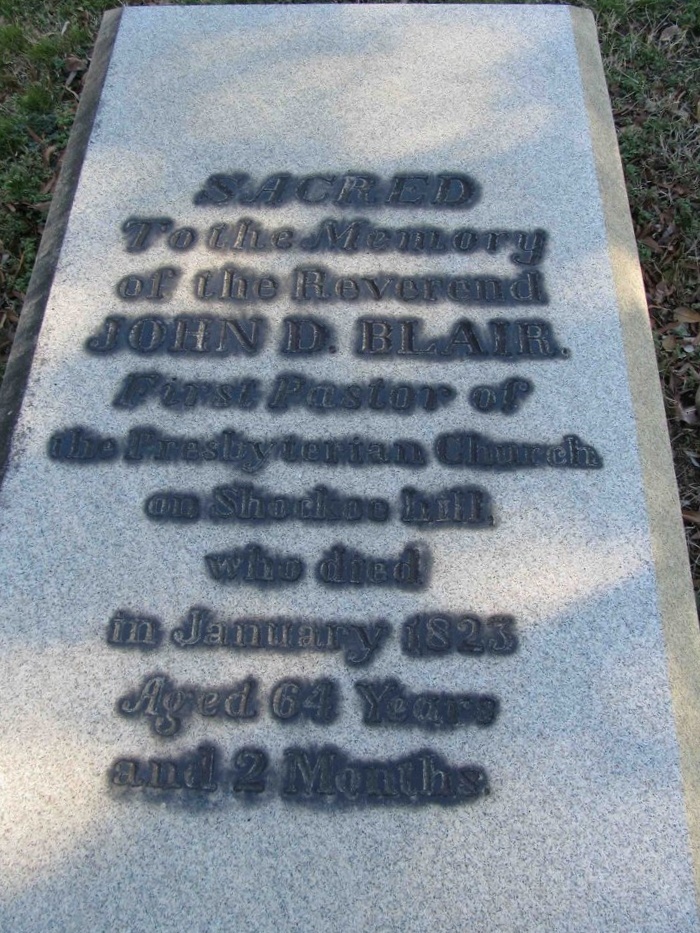 SACRED
To the Memory
of the Reverend
JOHN D. BLAIR.
First Pastor of
the Presbyterian Church
on Shockoe hill,
who died
in January 1823
Aged 64 Years
and 2 Months.